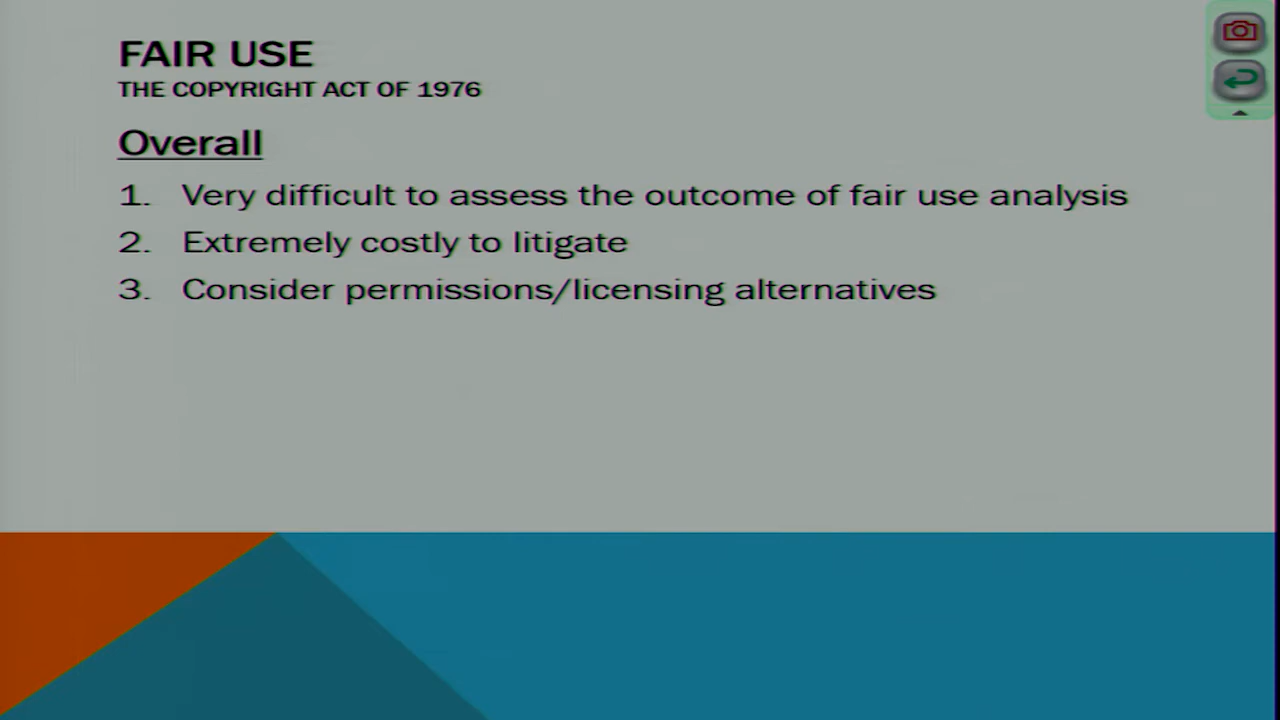 FAIR USE
THE COPYRIGHT ACT OF 1976
Overall
1. Very difficult to assess the outcome of fair use analysis
2. Extremely costly to litigate
3. Consider permissions/licensing alternatives